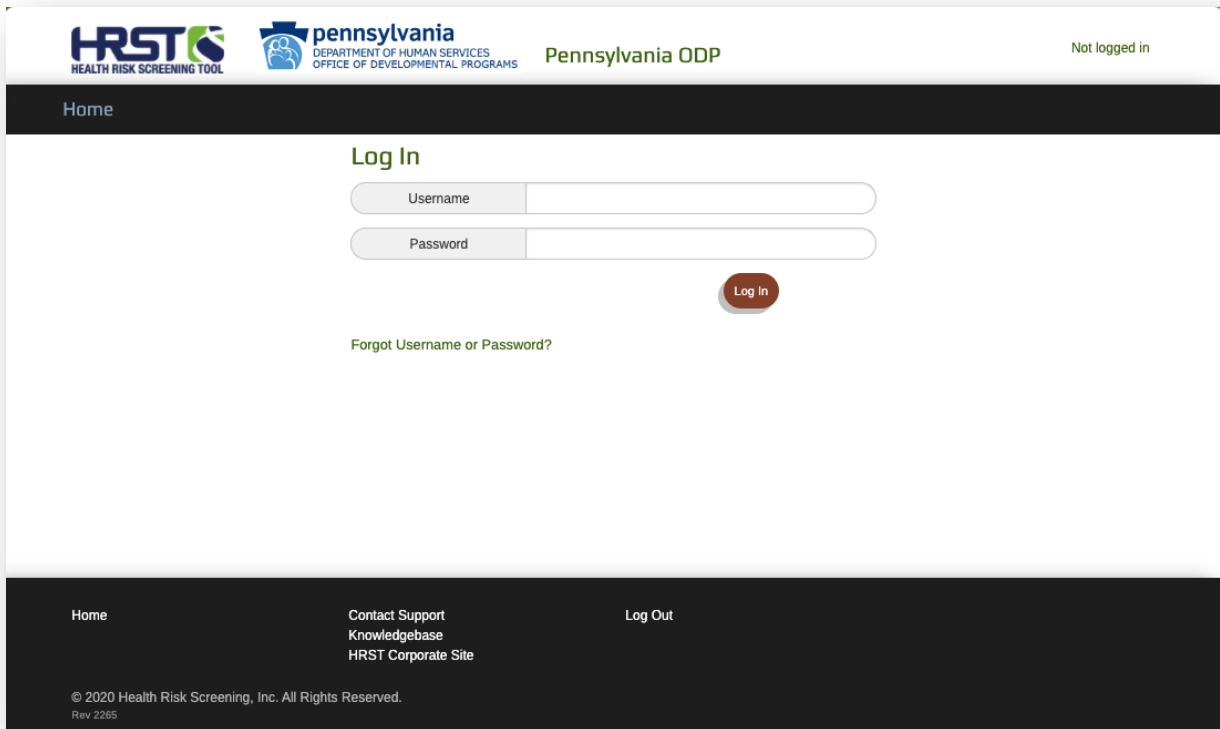 HRST
HEALTH RISK SCREENING TOOL
pennsylvania
DEPARTMENT OF HUMAN SERVICES
OFFICE OF DEVELOPMENTAL PROGRAMS
Pennsylvania ODP
Not logged in
Home
Log In
Username
Password
Log In
Forgot Username or Password?
Home
Contact Support
Log Out
Knowledgebase
HRST Corporate Site
© 2020 Health Risk Screening, Inc. All Rights Reserved.
Rev 2265